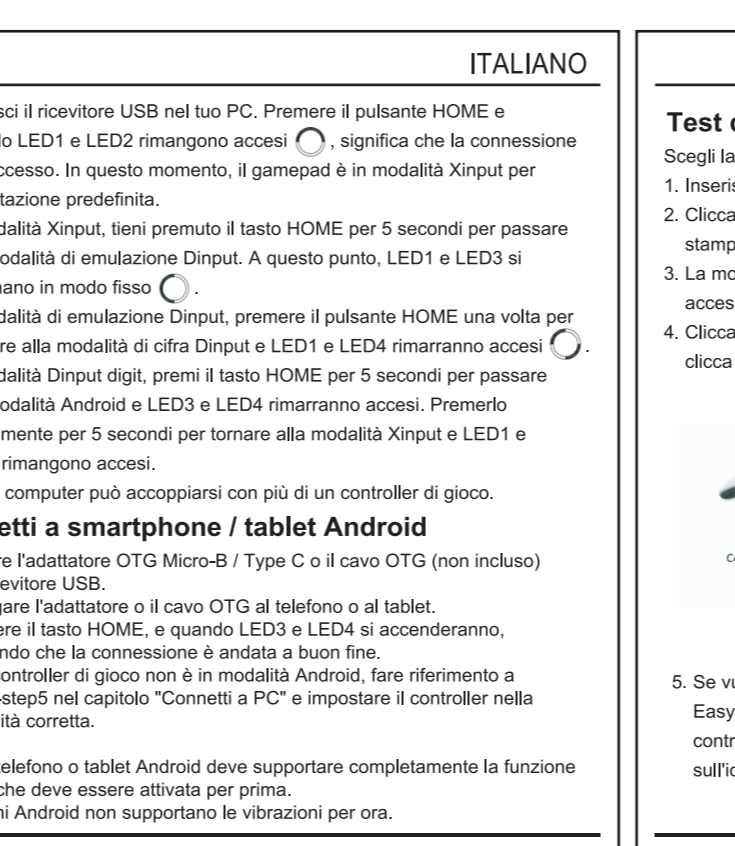 ITALIANO
sci il ricevitore USB nel tuo PC. Premere il pulsante HOME e
lo LED1 e LED2 rimangono accesi , significa che la connessione
ccesso. In questo momento, il gamepad è in modalità Xinput per
tazione predefinita.
dalità Xinput, tieni premuto il tasto HOME per 5 secondi per passare
odalità di emulazione Dinput. A questo punto, LED1 e LED3 si
nano in modo fisso .
dalità di emulazione Dinput, premere il pulsante HOME una volta per
re alla modalità di cifra Dinput e LED1 e LED4 rimarranno accesi .
dalità Dinput digit, premi il tasto HOME per 5 secondi per passare
odalità Android e LED3 e LED4 rimarranno accesi. Premerlo
mente per 5 secondi per tornare alla modalità Xinput e LED1 e
rimangono accesi.
computer può accoppiarsi con più di un controller di gioco.
etti a smartphone / tablet Android
re l'adattatore OTG Micro-B / Type C o il cavo OTG (non incluso)
evitore USB.
gare l'adattatore o il cavo OTG al telefono o al tablet.
ere il tasto HOME, e quando LED3 e LED4 si accenderanno,
ndo che la connessione è andata a buon fine.
ontroller di gioco non è in modalità Android, fare riferimento a
-step5 nel capitolo "Connetti a PC" e impostare il controller nella
ità corretta.
telefono o tablet Android deve supportare completamente la funzione
che deve essere attivata per prima.
hi Android non supportano le vibrazioni per ora.
Test
Scegli la
1. Inseris
2. Clicca
stamp
3. La mo
acces
4. Clicca
clicca
5. Se vu
Easy
contr
sull'ic